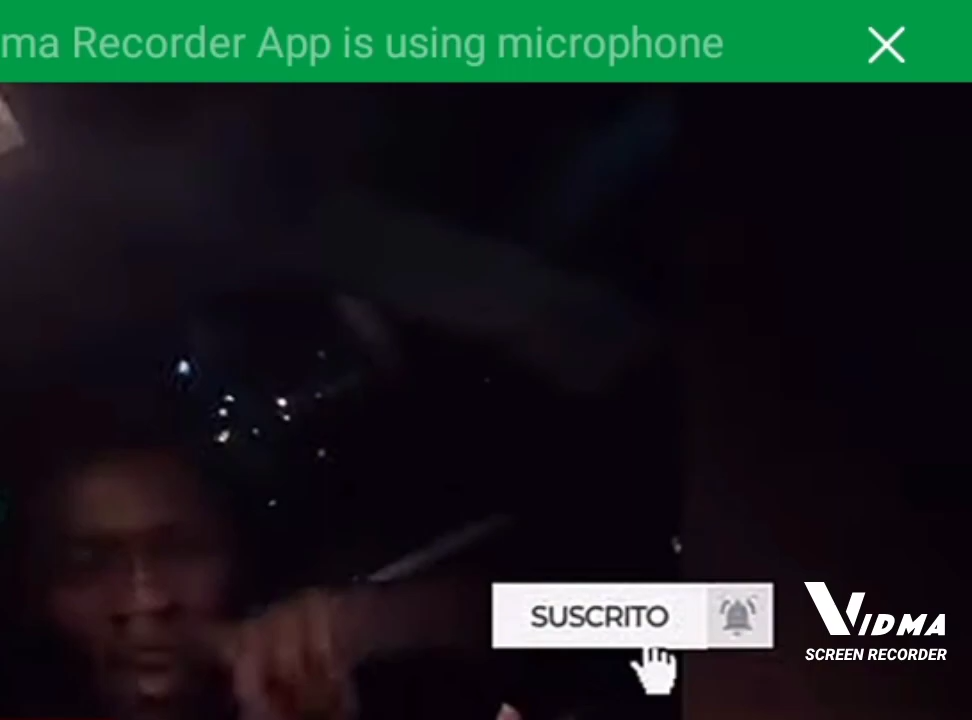 ma Recorder App is using microphone
SUSCRITO
VIDMA
SCREEN RECORDER